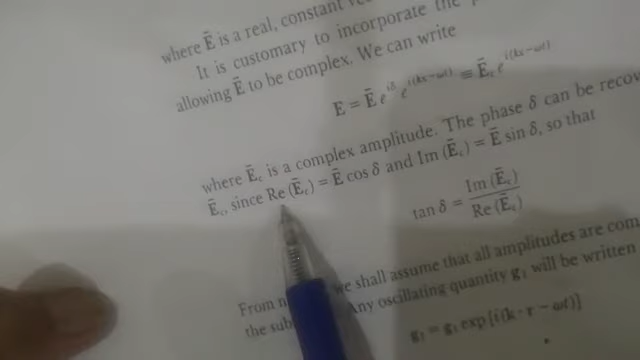 where Ē is a real, constant
It is customary to incorporate the
allowing Ē to be complex. We can write
E = Ē e^{iδ} e^{i(kx−ωt)} ≡ Ē_c e^{i(kx−ωt)}
where Ē_c is a complex amplitude. The phase δ can be
Ē_c, since Re (Ē_c) = Ē cos δ and Im (Ē_c) = Ē sin δ, so that
tan δ = Im (Ē_c) / Re (Ē_c)
From we shall assume that all amplitudes are
the Any oscillating quantity g₁ will be written
g₁ = g₁ exp [i(k · r − ωt)]